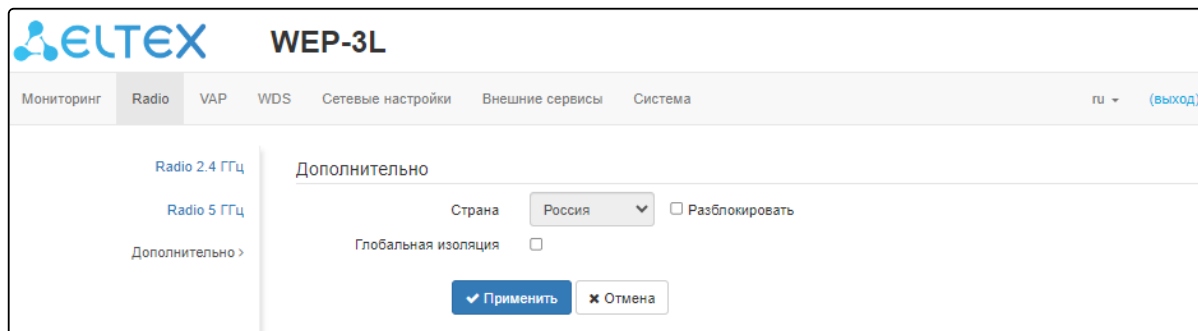 ELTEX WEP-3L
Мониторинг Radio VAP WDS Сетевые настройки Внешние сервисы Система ru (выход)
Radio 2.4 ГГц
Дополнительно
Radio 5 ГГц
Страна Россия Разблокировать
Дополнительно >
Глобальная изоляция
Применить Отмена